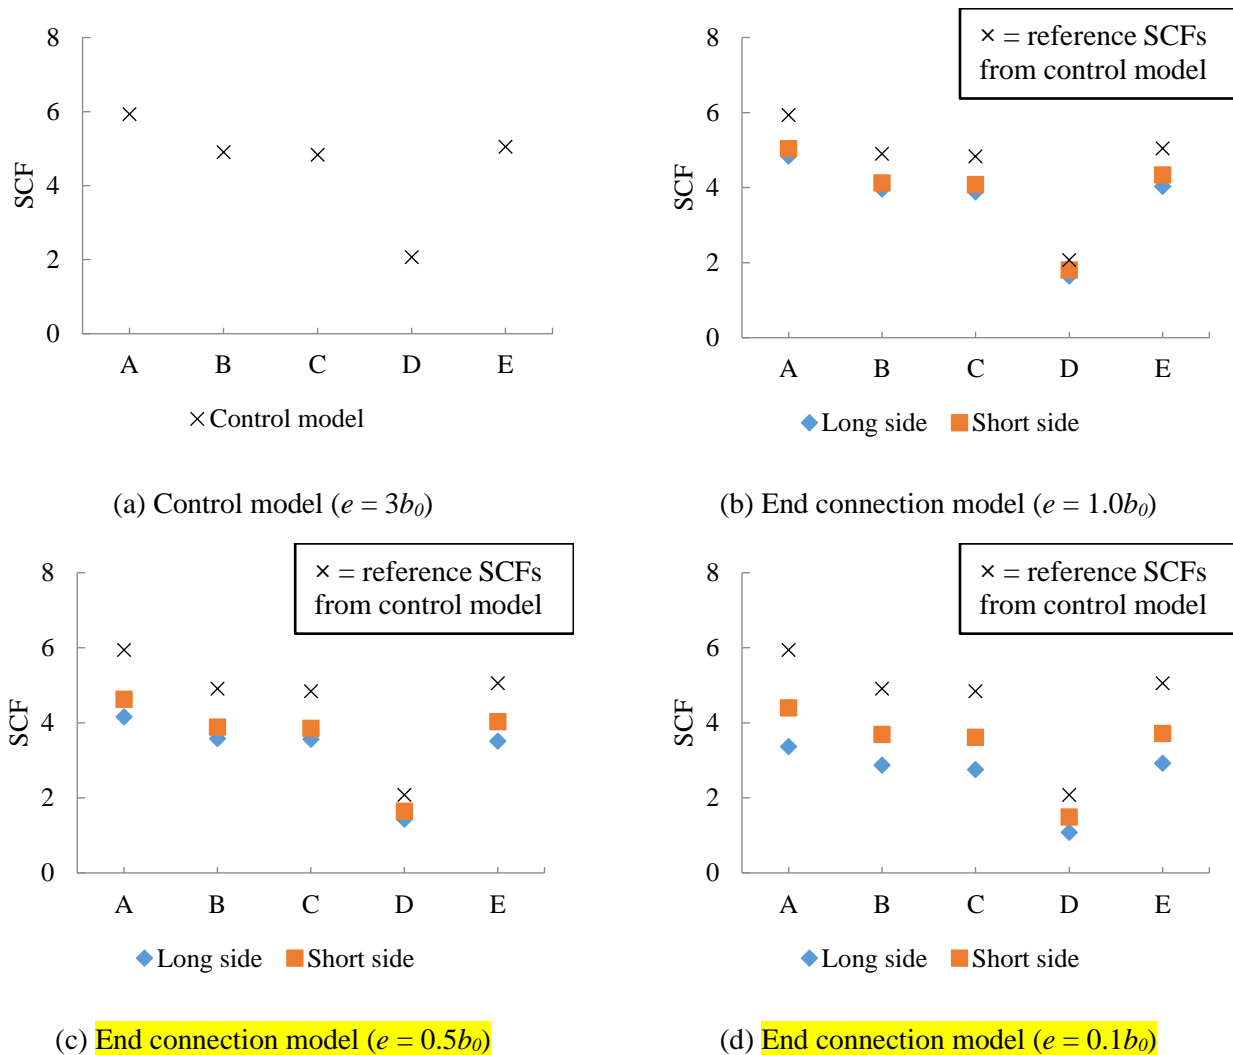 8
6
4
2
0
SCF
A B C D E
× Control model
(a) Control model (e = 3b0)
× = reference SCFs
from control model
8
6
4
2
0
SCF
A B C D E
Long side Short side
(b) End connection model (e = 1.0b0)
× = reference SCFs
from control model
8
6
4
2
0
SCF
A B C D E
Long side Short side
(c) End connection model (e = 0.5b0)
× = reference SCFs
from control model
8
6
4
2
0
SCF
A B C D E
Long side Short side
(d) End connection model (e = 0.1b0)